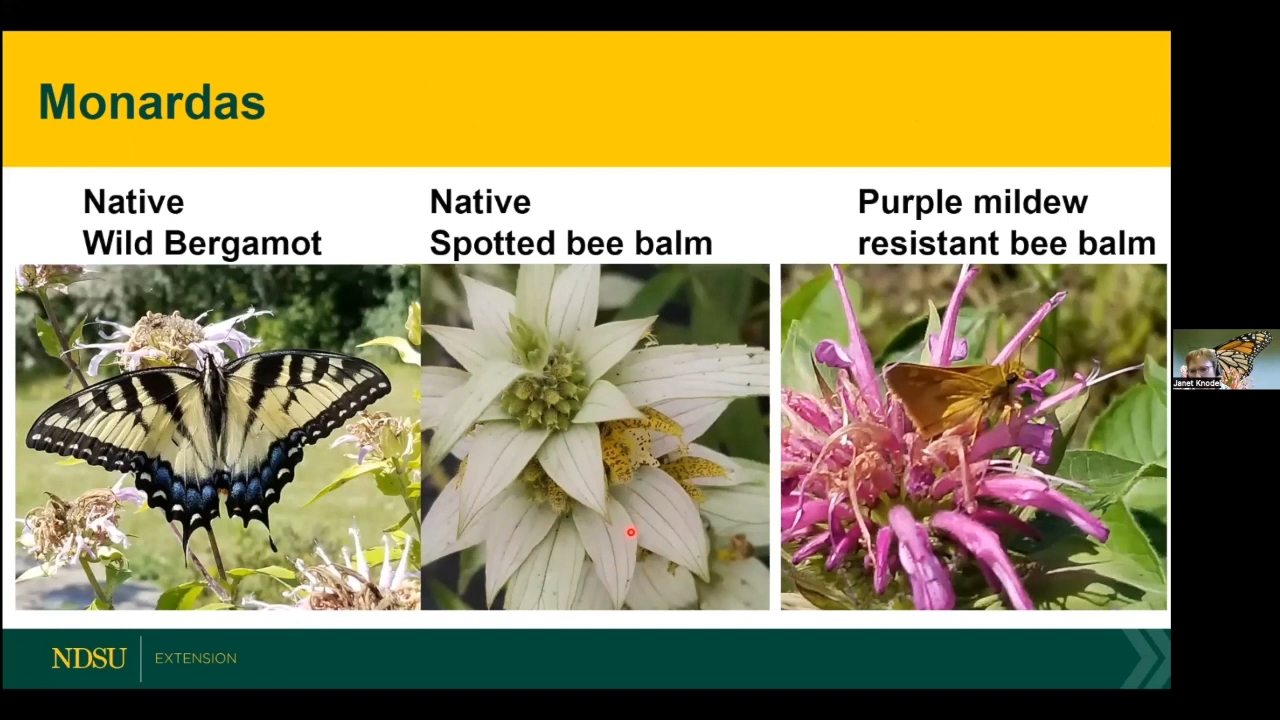 Monardas
Native
Wild Bergamot
Native
Spotted bee balm
Purple mildew
resistant bee balm
Janet Knodel
NDSU
EXTENSION